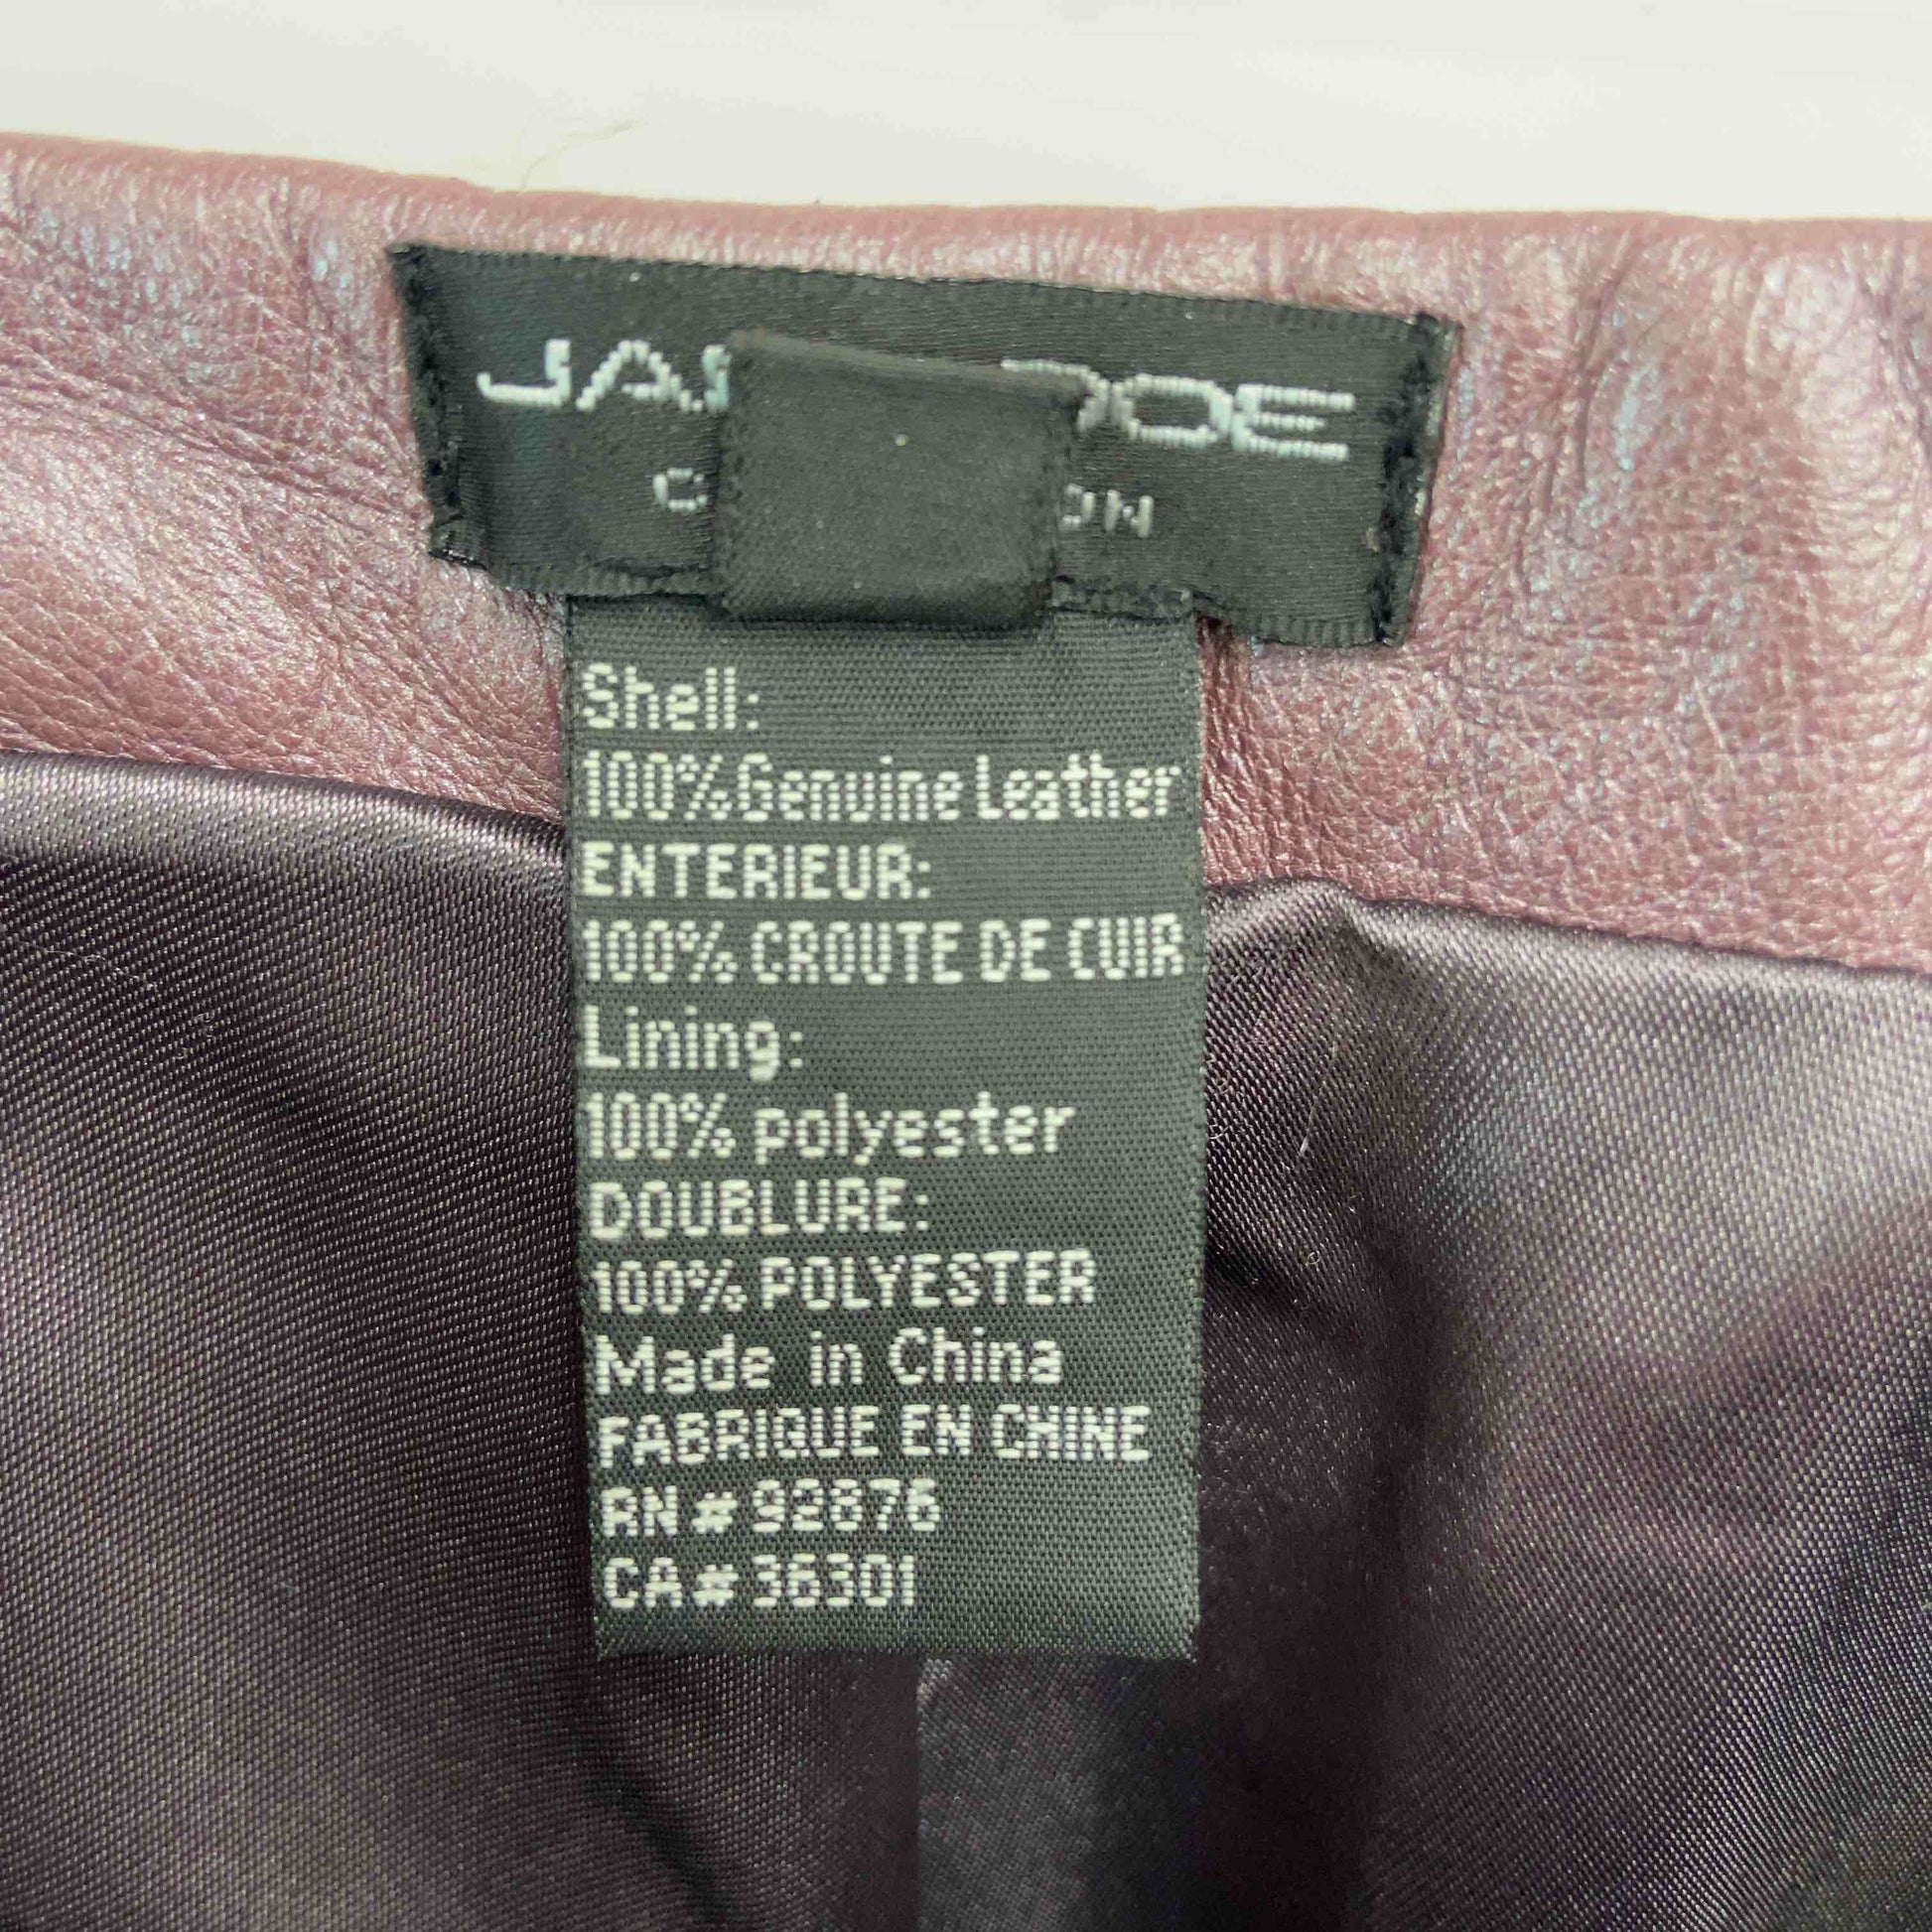 Shell:
100% Genuine Leather
ENTERIEUR:
100% CROUTE DE CUIR
Lining:
100% polyester
DOUBLURE:
100% POLYESTER
Made in China
FABRIQUE EN CHINE
RN# 92876
CA# 36301